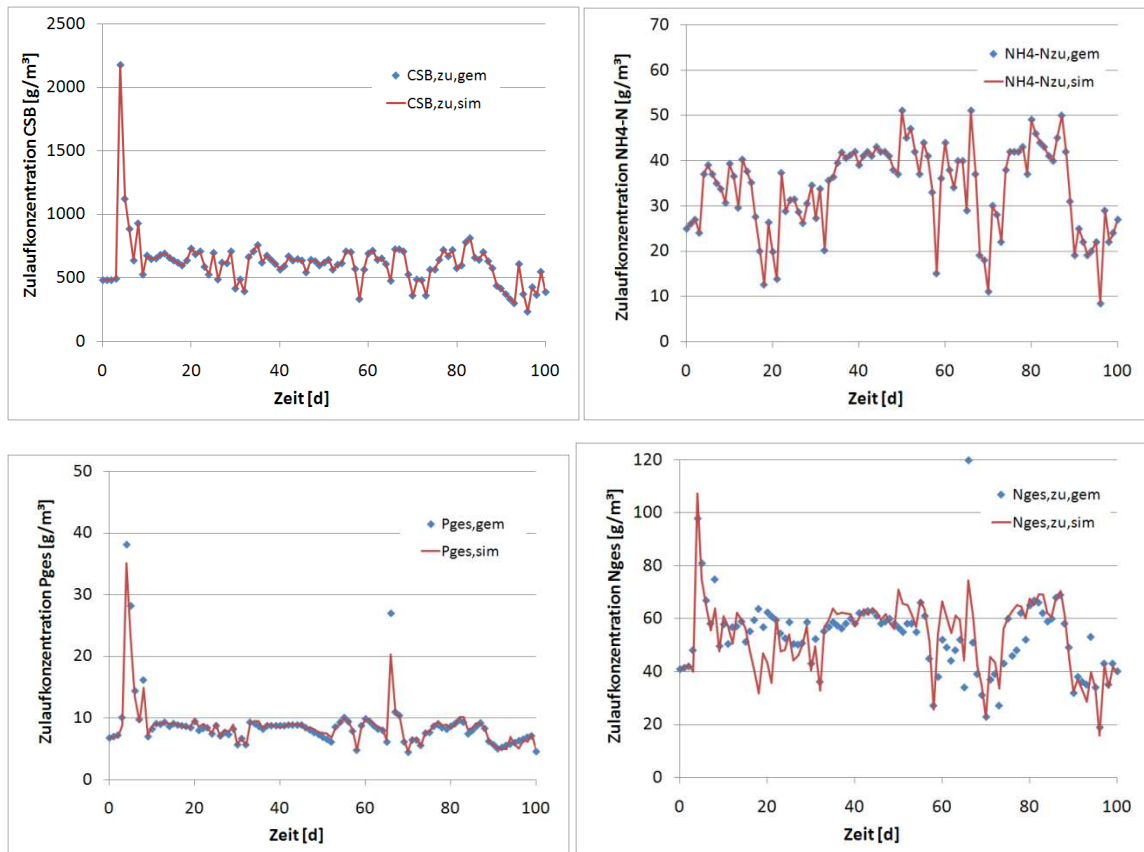 Zulaufkonzentration CSB [g/m³]
2500
2000
1500
1000
500
0
CSB,zu,gem
CSB,zu,sim
0 20 40 60 80 100
Zeit [d]
Zulaufkonzentration NH4-N [g/m³]
70
60
50
40
30
20
10
0
NH4-Nzu,gem
NH4-Nzu,sim
0 20 40 60 80 100
Zeit [d]
Zulaufkonzentration Pges [g/m³]
50
40
30
20
10
0
Pges,gem
Pges,sim
0 20 40 60 80 100
Zeit [d]
Zulaufkonzentration Nges [g/m³]
120
100
80
60
40
20
0
Nges,zu,gem
Nges,zu,sim
0 20 40 60 80 100
Zeit [d]